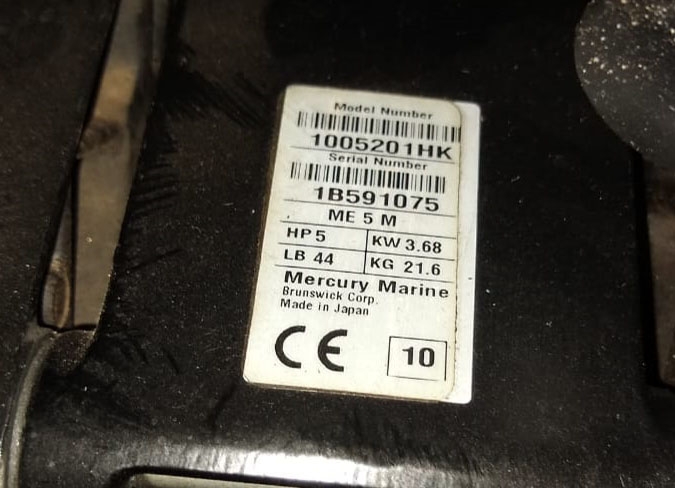 Model Number
1005201HK
Serial Number
1B591075
ME 5 M
HP 5 KW 3.68
LB 44 KG 21.6
Mercury Marine
Brunswick Corp.
Made in Japan
CE 10